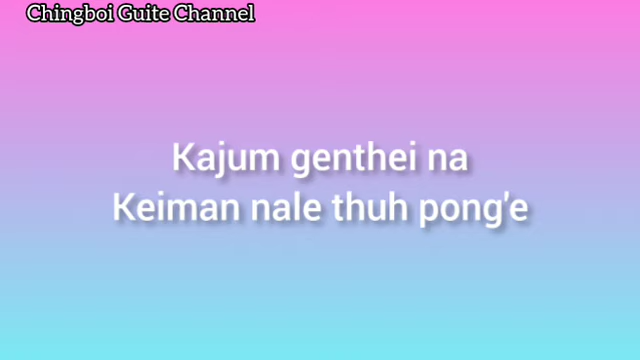 Chingboi Guite Channel
Kajum genthei na
Keiman nale thuh pong'e